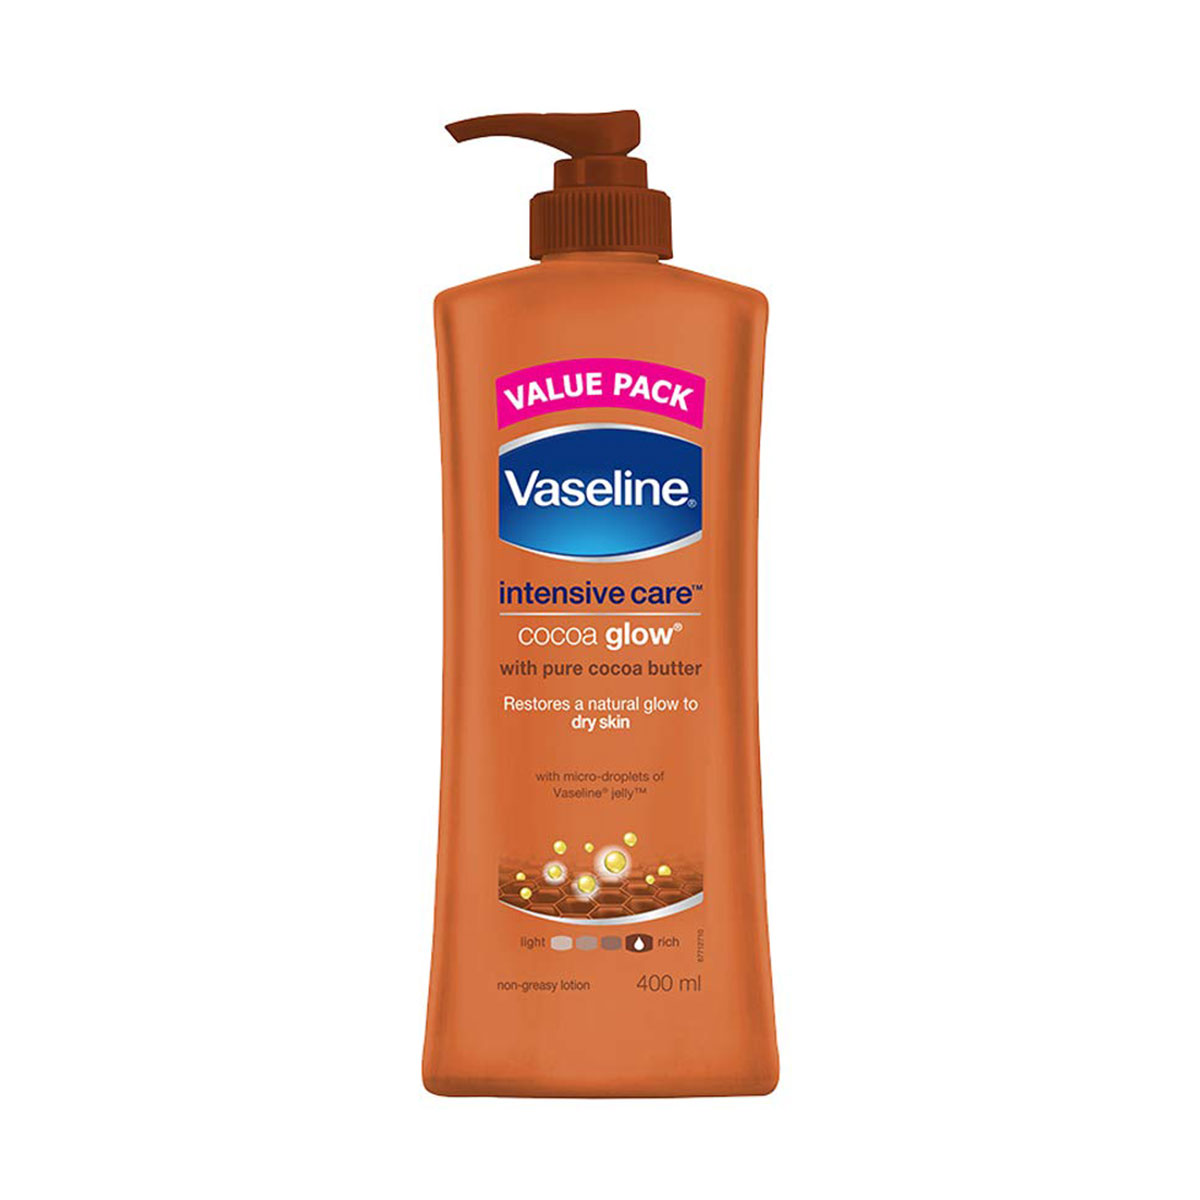 VALUE PACK
Vaseline®
intensive care™
cocoa glow®
with pure cocoa butter
Restores a natural glow to
dry skin
with micro-droplets of
Vaseline® jelly™
light rich
67712710
non-greasy lotion 400 ml